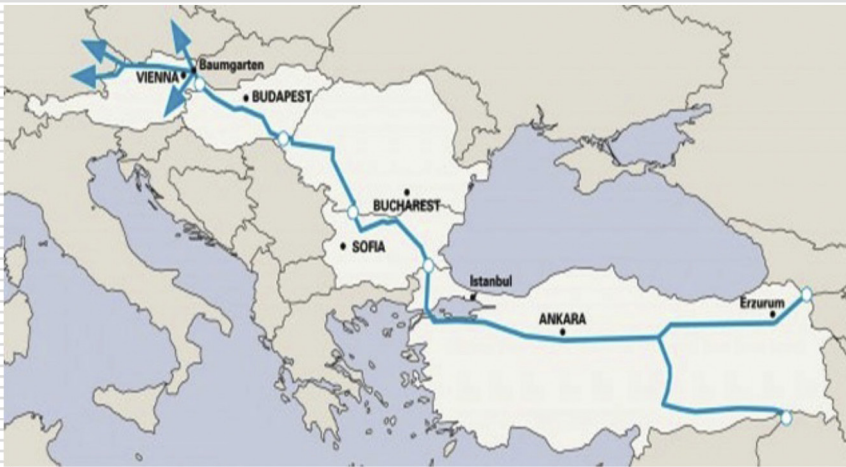 Baumgarten
VIENNA
BUDAPEST
BUCHAREST
SOFIA
Istanbul
ANKARA
Erzurum